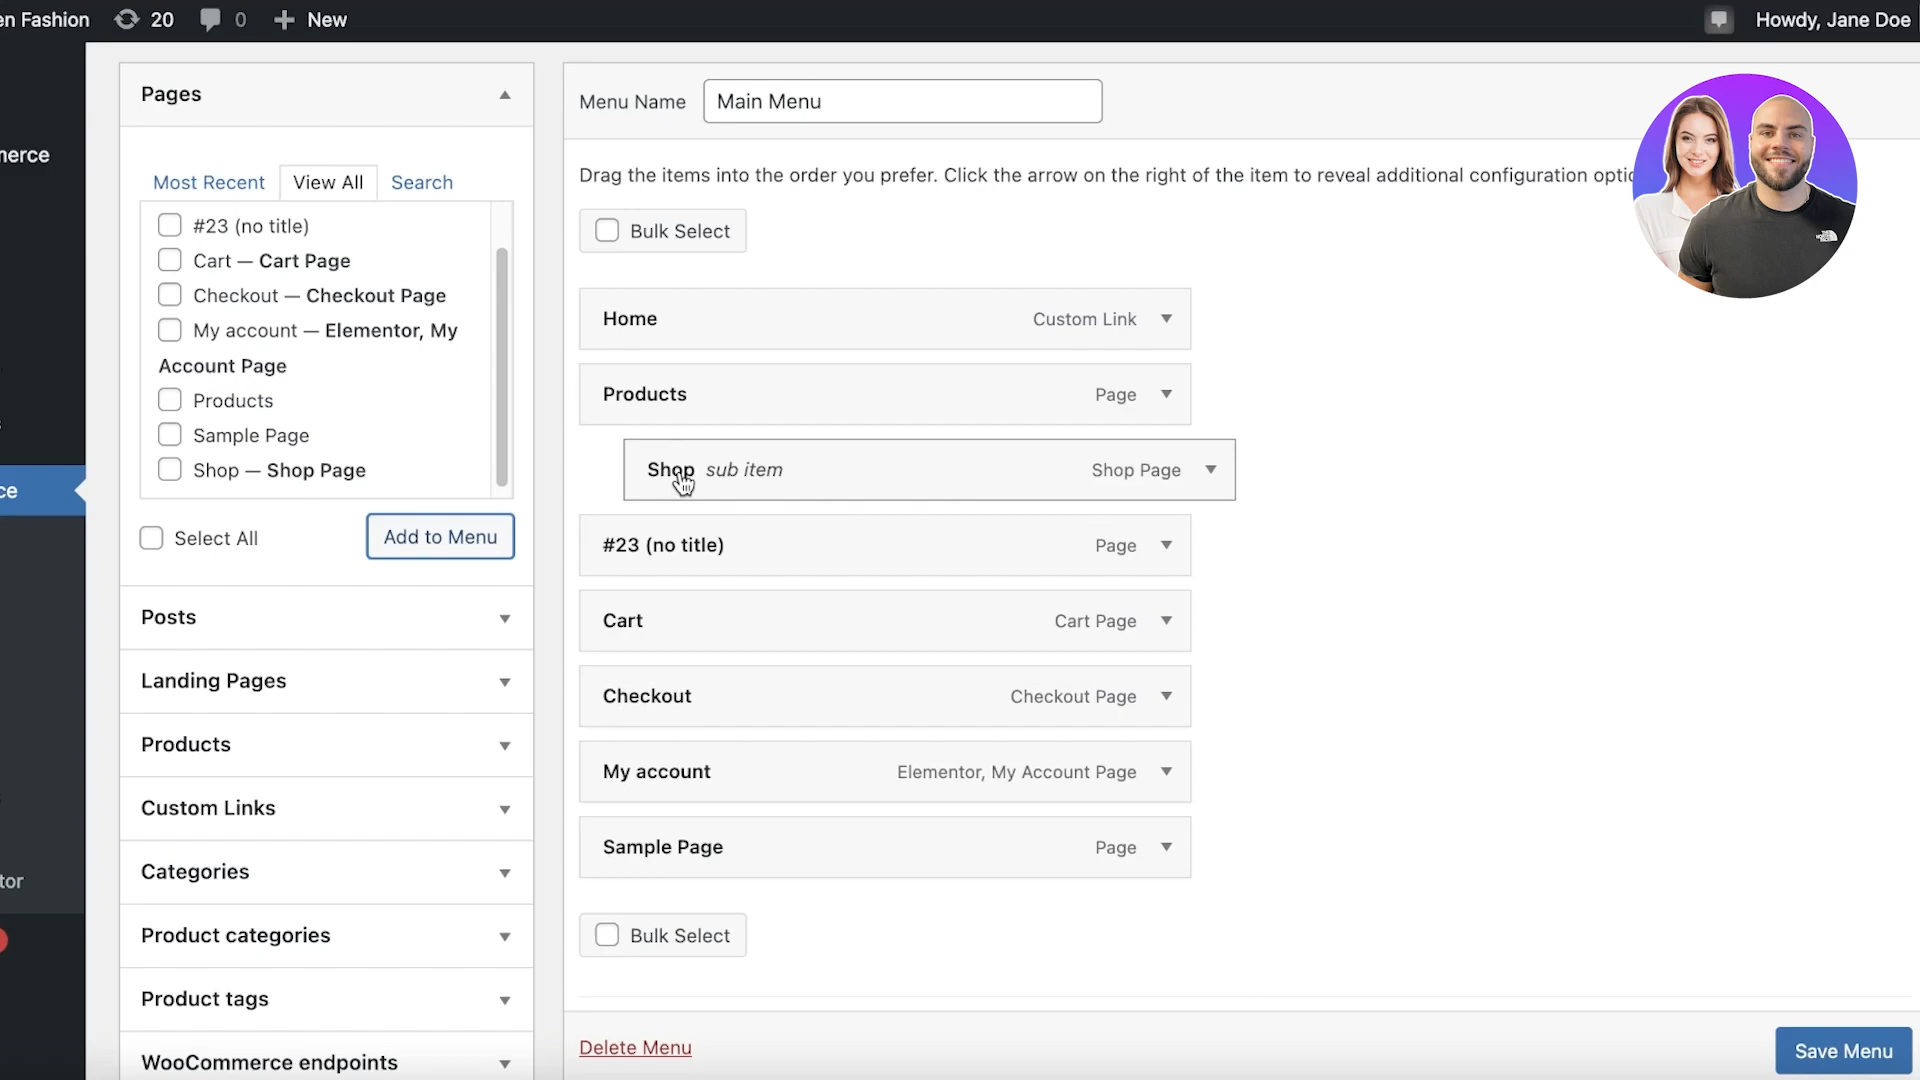 en Fashion 20 0 New Howdy, Jane Doe
merce
ce
tor
Pages
Most Recent View All Search
#23 (no title)
Cart — Cart Page
Checkout — Checkout Page
My account — Elementor, My
Account Page
Products
Sample Page
Shop — Shop Page
Select All Add to Menu
Posts
Landing Pages
Products
Custom Links
Categories
Product categories
Product tags
WooCommerce endpoints
Menu Name Main Menu
Drag the items into the order you prefer. Click the arrow on the right of the item to reveal additional configuration optio
Bulk Select
Home Custom Link
Products Page
Shop sub item Shop Page
#23 (no title) Page
Cart Cart Page
Checkout Checkout Page
My account Elementor, My Account Page
Sample Page Page
Bulk Select
Delete Menu Save Menu